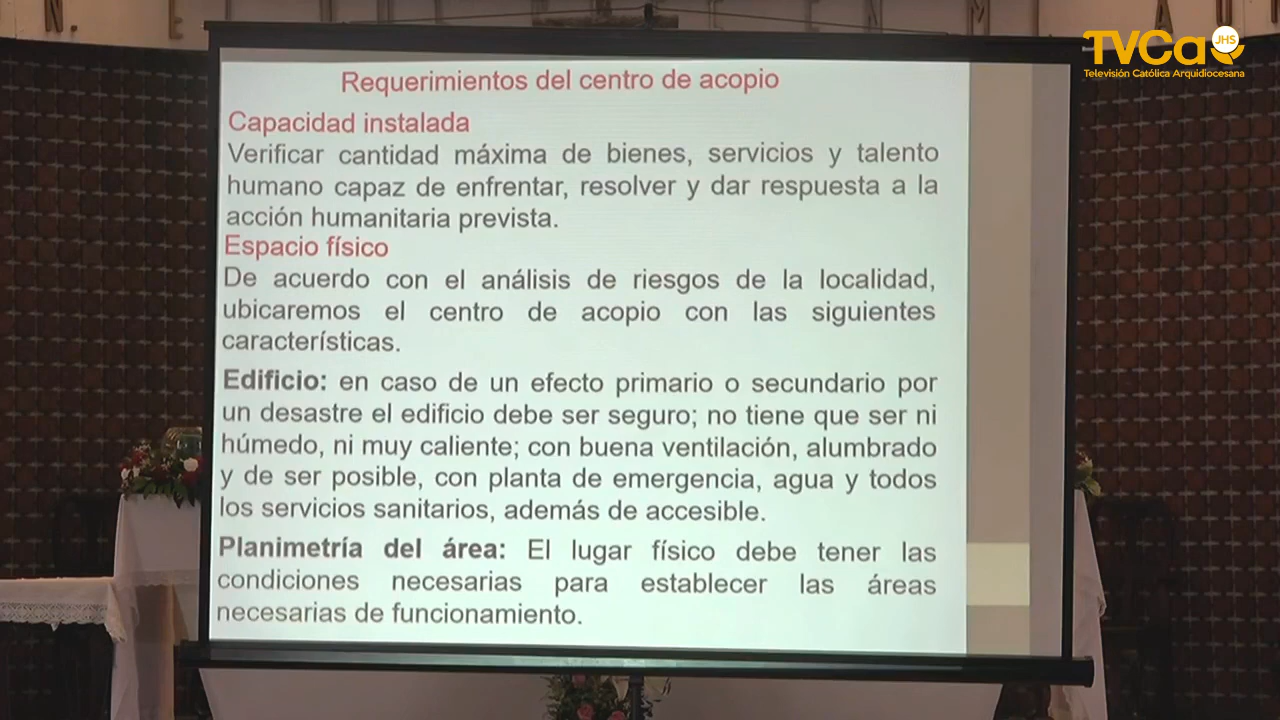 TVCa
JHS
Televisión Católica Arquidiocesana
Requerimientos del centro de acopio
Capacidad instalada
Verificar cantidad máxima de bienes, servicios y talento
humano capaz de enfrentar, resolver y dar respuesta a la
acción humanitaria prevista.
Espacio físico
De acuerdo con el análisis de riesgos de la localidad,
ubicaremos el centro de acopio con las siguientes
características.
Edificio: en caso de un efecto primario o secundario por
un desastre el edificio debe ser seguro; no tiene que ser ni
húmedo, ni muy caliente; con buena ventilación, alumbrado
y de ser posible, con planta de emergencia, agua y todos
los servicios sanitarios, además de accesible.
Planimetría del área: El lugar físico debe tener las
condiciones necesarias para establecer las áreas
necesarias de funcionamiento.